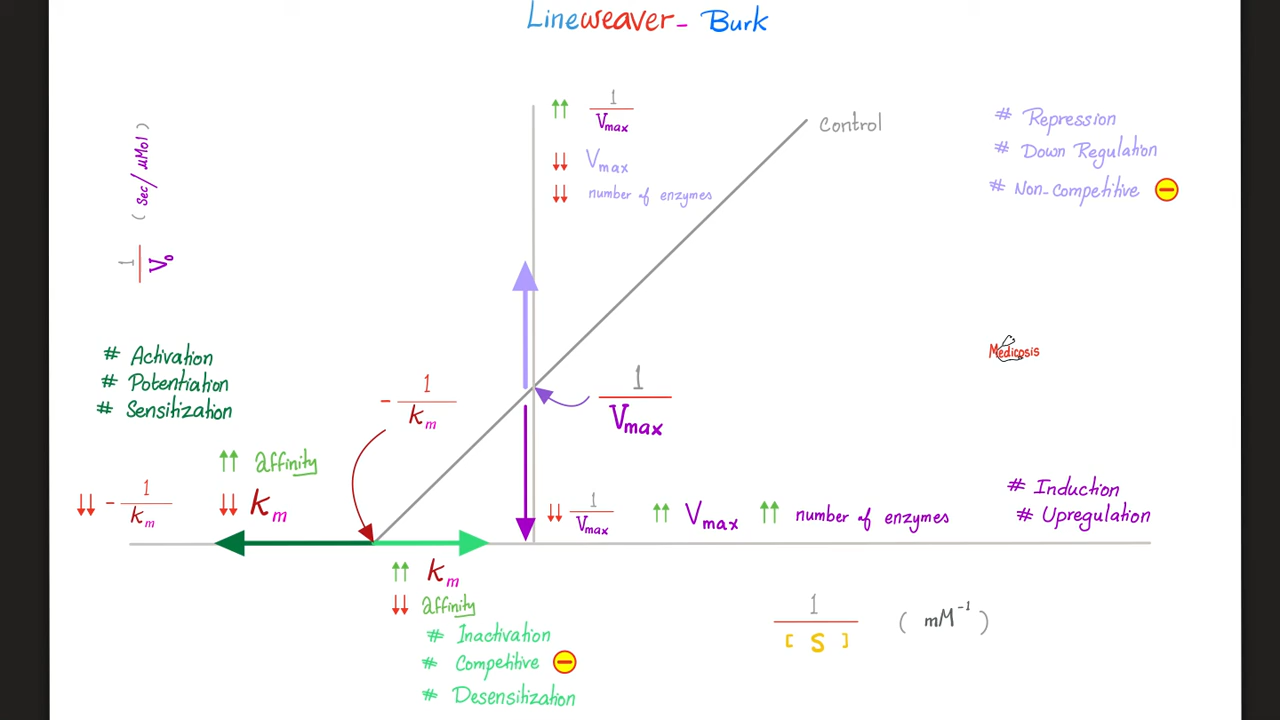 Lineweaver - Burk
↑↑ 1/Vmax
↓↓ Vmax
↓↓ number of enzymes
Control
# Repression
# Down Regulation
# Non-Competitive −
1/V₀ (Sec/μMol)
Medicosis
# Activation
# Potentiation
# Sensitization
- 1/Km
1/Vmax
↑↑ affinity
↓↓ - 1/Km
↓↓ Km
↓↓ 1/Vmax ↑↑ Vmax ↑↑ number of enzymes
# Induction
# Upregulation
↑↑ Km
↓↓ affinity
# Inactivation
# Competitive −
# Desensitization
1/[S] (mM⁻¹)